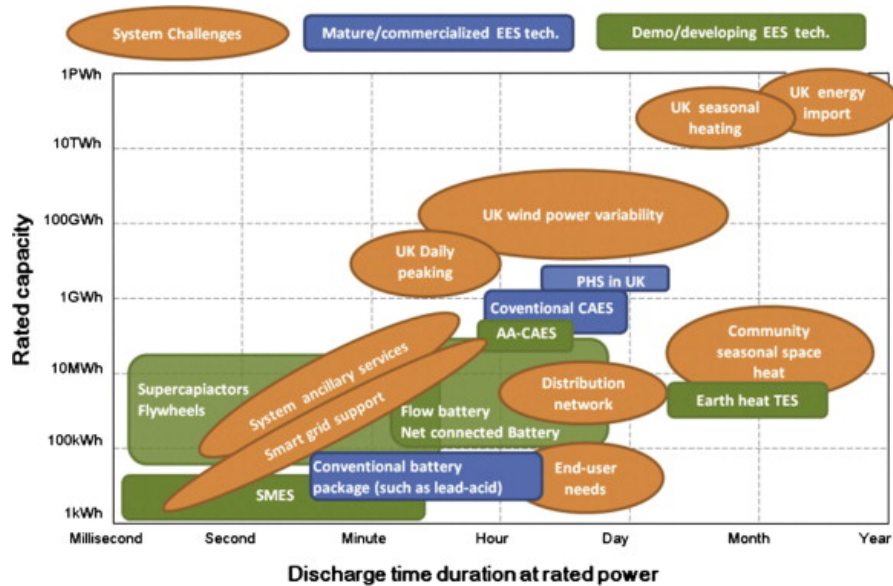 System Challenges
Mature/commercialized EES tech.
Demo/developing EES tech.
1PWh
UK energy
import
UK seasonal
heating
10TWh
UK wind power variability
100GWh
UK Daily
peaking
PHS in UK
1GWh
Coventional CAES
AA-CAES
Community
seasonal space
heat
System ancillary services
10MWh
Supercapiactors
Flywheels
Smart grid support
Distribution
network
Earth heat TES
Flow battery
Net connected Battery
100kWh
Conventional battery
package (such as lead-acid)
End-user
needs
SMES
1kWh
Rated capacity
Millisecond
Second
Minute
Hour
Day
Month
Year
Discharge time duration at rated power